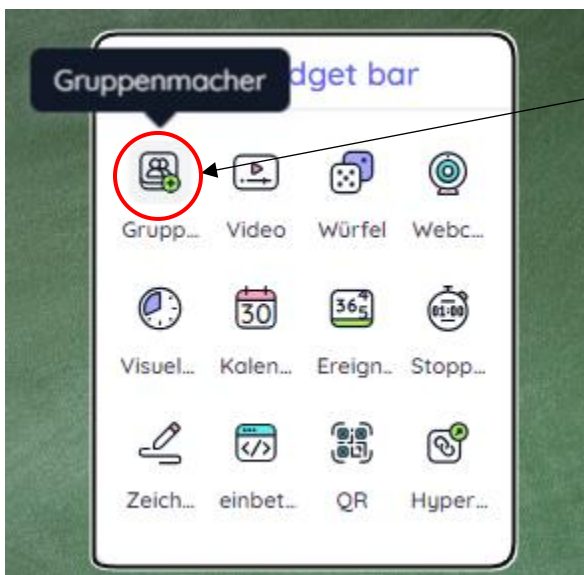 Gruppenmacher
dget bar
Grupp... Video Würfel Webc...
30 365 4 01:00
Visuel... Kalen... Ereign.. Stopp...
</>
Zeich... einbet... QR Hyper...